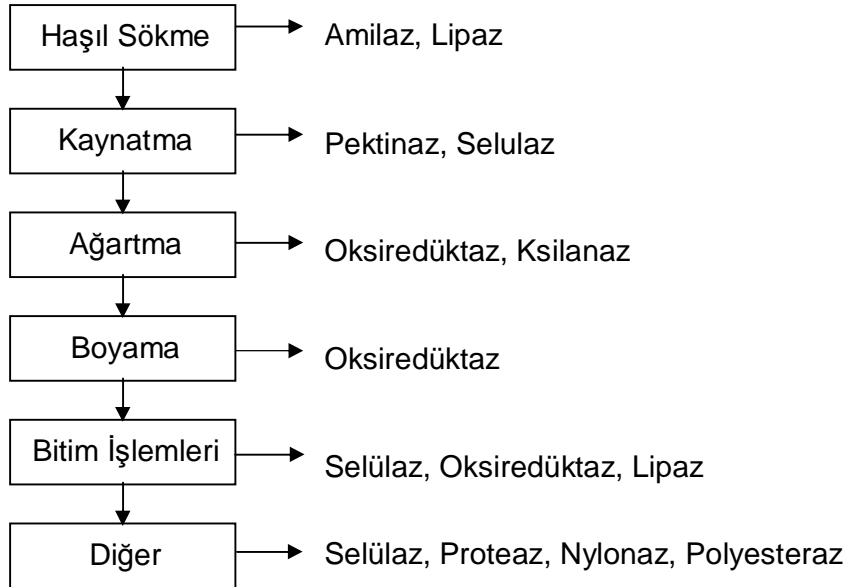 Haşıl Sökme
Amilaz, Lipaz
Kaynatma
Pektinaz, Selulaz
Ağartma
Oksiredüktaz, Ksilanaz
Boyama
Oksiredüktaz
Bitim İşlemleri
Selülaz, Oksiredüktaz, Lipaz
Diğer
Selülaz, Proteaz, Nylonaz, Polyesteraz